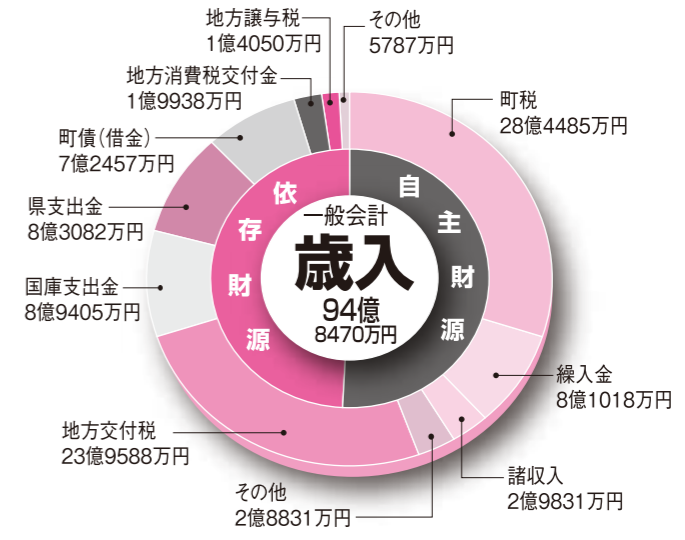 地方譲与税
1億4050万円
その他
5787万円
地方消費税交付金
1億9938万円
町税
28億4485万円
町債（借金）
7億2457万円
県支出金
8億3082万円
国庫支出金
8億9405万円
依存財源
自主財源
一般会計
歳入
94億
8470万円
繰入金
8億1018万円
地方交付税
23億9588万円
諸収入
2億9831万円
その他
2億8831万円